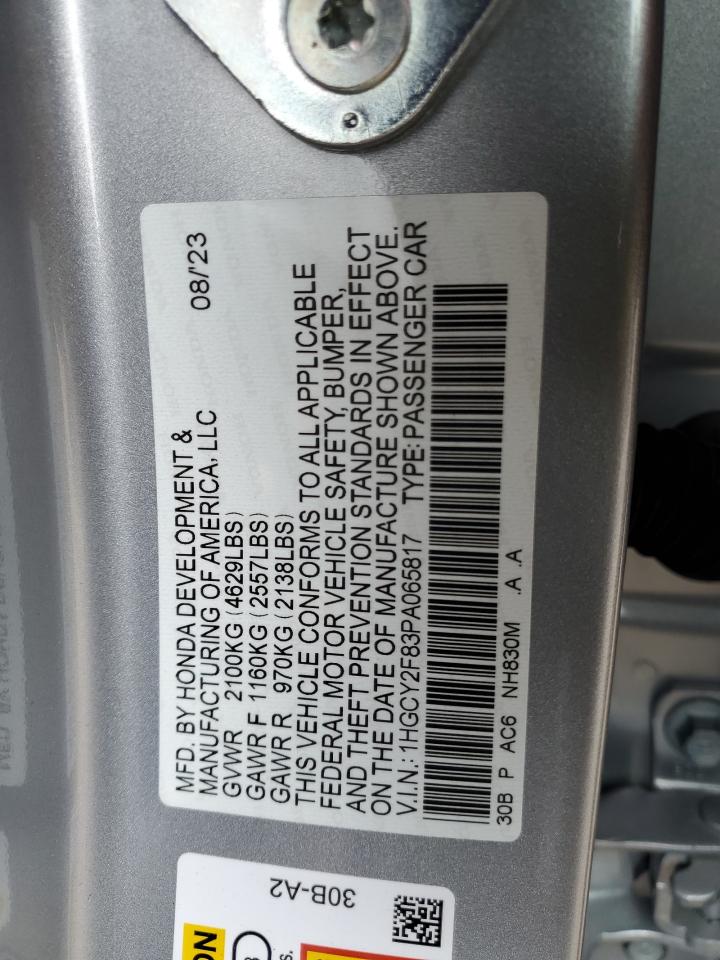 MFD. BY HONDA DEVELOPMENT & 08/'23
MANUFACTURING OF AMERICA, LLC
GVWR 2100KG (4629LBS)
GAWR F 1160KG (2557LBS)
GAWR R 970KG (2138LBS)
THIS VEHICLE CONFORMS TO ALL APPLICABLE
FEDERAL MOTOR VEHICLE SAFETY, BUMPER,
AND THEFT PREVENTION STANDARDS IN EFFECT
ON THE DATE OF MANUFACTURE SHOWN ABOVE.
V.I.N.: 1HGCY2F83PA065817 TYPE: PASSENGER CAR
30B P AC6 NH830M .A .A
30B-A2